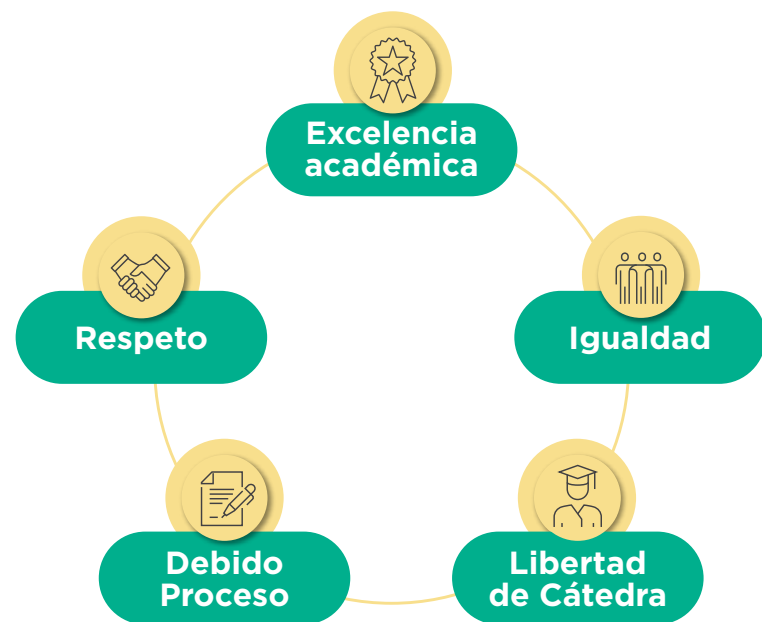 Excelencia
académica
Respeto
Igualdad
Debido
Proceso
Libertad
de Cátedra